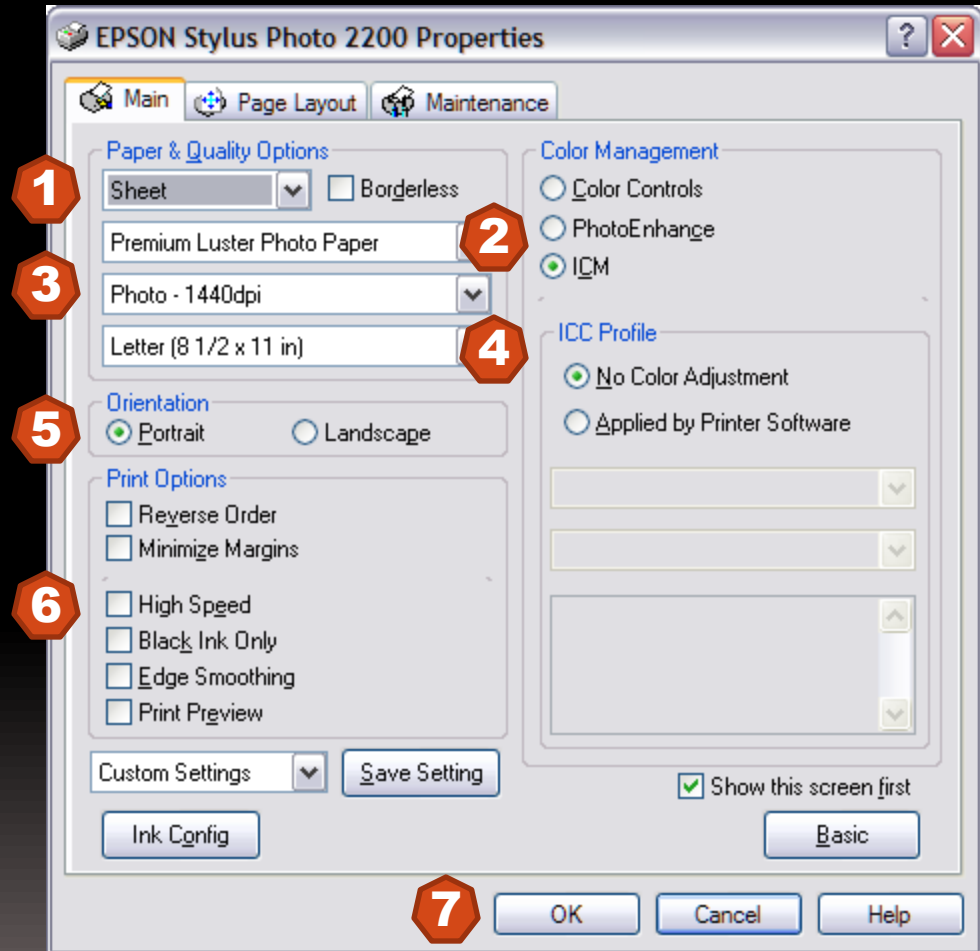 EPSON Stylus Photo 2200 Properties
?
Main
Page Layout
Maintenance
Paper & Quality Options
1
Sheet
Borderless
Premium Luster Photo Paper
2
3
Photo - 1440dpi
Letter (8 1/2 x 11 in)
4
Orientation
5
Portrait
Landscape
Print Options
Reverse Order
Minimize Margins
6
High Speed
Black Ink Only
Edge Smoothing
Print Preview
Custom Settings
Save Setting
Ink Config
Color Management
Color Controls
PhotoEnhance
ICM
ICC Profile
No Color Adjustment
Applied by Printer Software
Show this screen first
Basic
7
OK
Cancel
Help